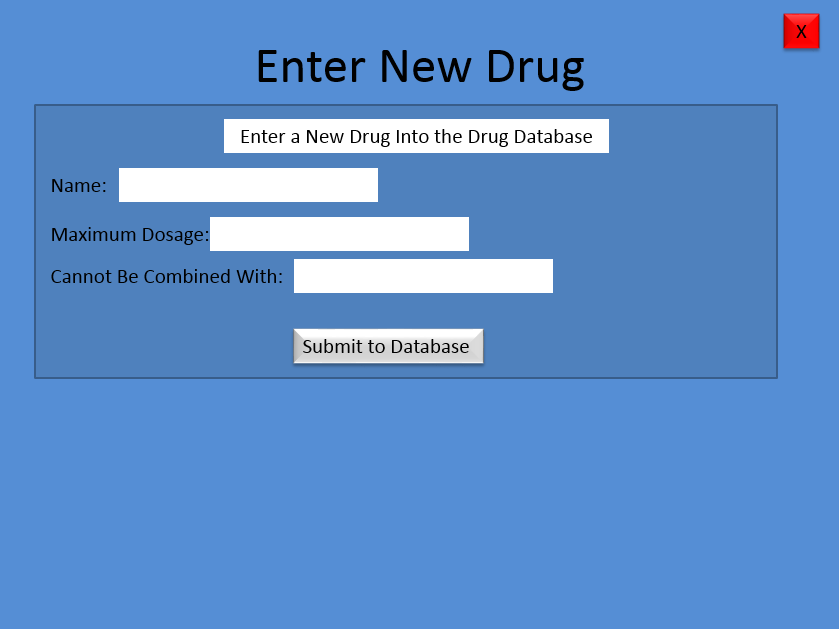 X
Enter New Drug
Enter a New Drug Into the Drug Database
Name:
Maximum Dosage:
Cannot Be Combined With:
Submit to Database